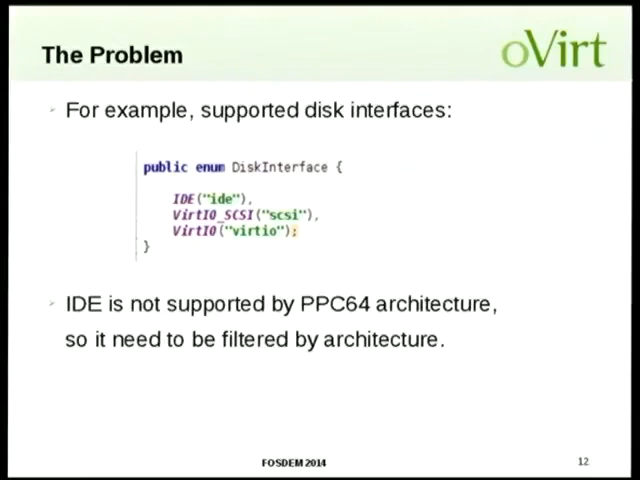 The Problem
oVirt
For example, supported disk interfaces:
public enum DiskInterface {
IDE("ide"),
VirtIO_SCSI("scsi"),
VirtIO("virtio");
}
IDE is not supported by PPC64 architecture,
so it need to be filtered by architecture.
FOSDEM 2014
12